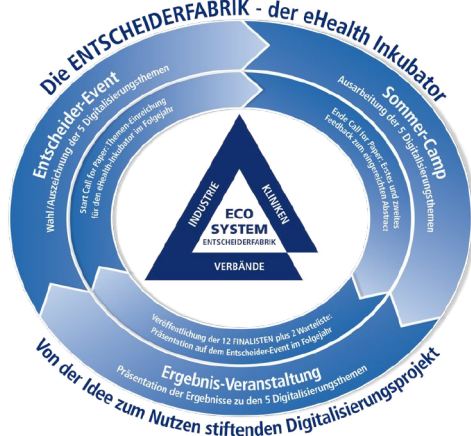 Die ENTSCHEIDERFABRIK - der eHealth Inkubator
Entscheider-Event
Wahl/Auszeichnung der 5 Digitalisierungsthemen
Start Call for Paper: Themen-Einreichung
für den eHealth-Inkubator im Folgejahr
Sommer-Camp
Ausarbeitung der 5 Digitalisierungsthemen
Ende Call for Paper: Erstes und zweites
Feedback zum eingereichten Abstract
INDUSTRIE
KLINIKEN
ECO
SYSTEM
ENTSCHEIDERFABRIK
VERBÄNDE
Veröffentlichung der 12 FINALISTEN plus 2 Warteliste:
Präsentation auf dem Entscheider-Event im Folgejahr
Ergebnis-Veranstaltung
Präsentation der Ergebnisse zu den 5 Digitalisierungsthemen
Von der Idee zum Nutzen stiftenden Digitalisierungsprojekt